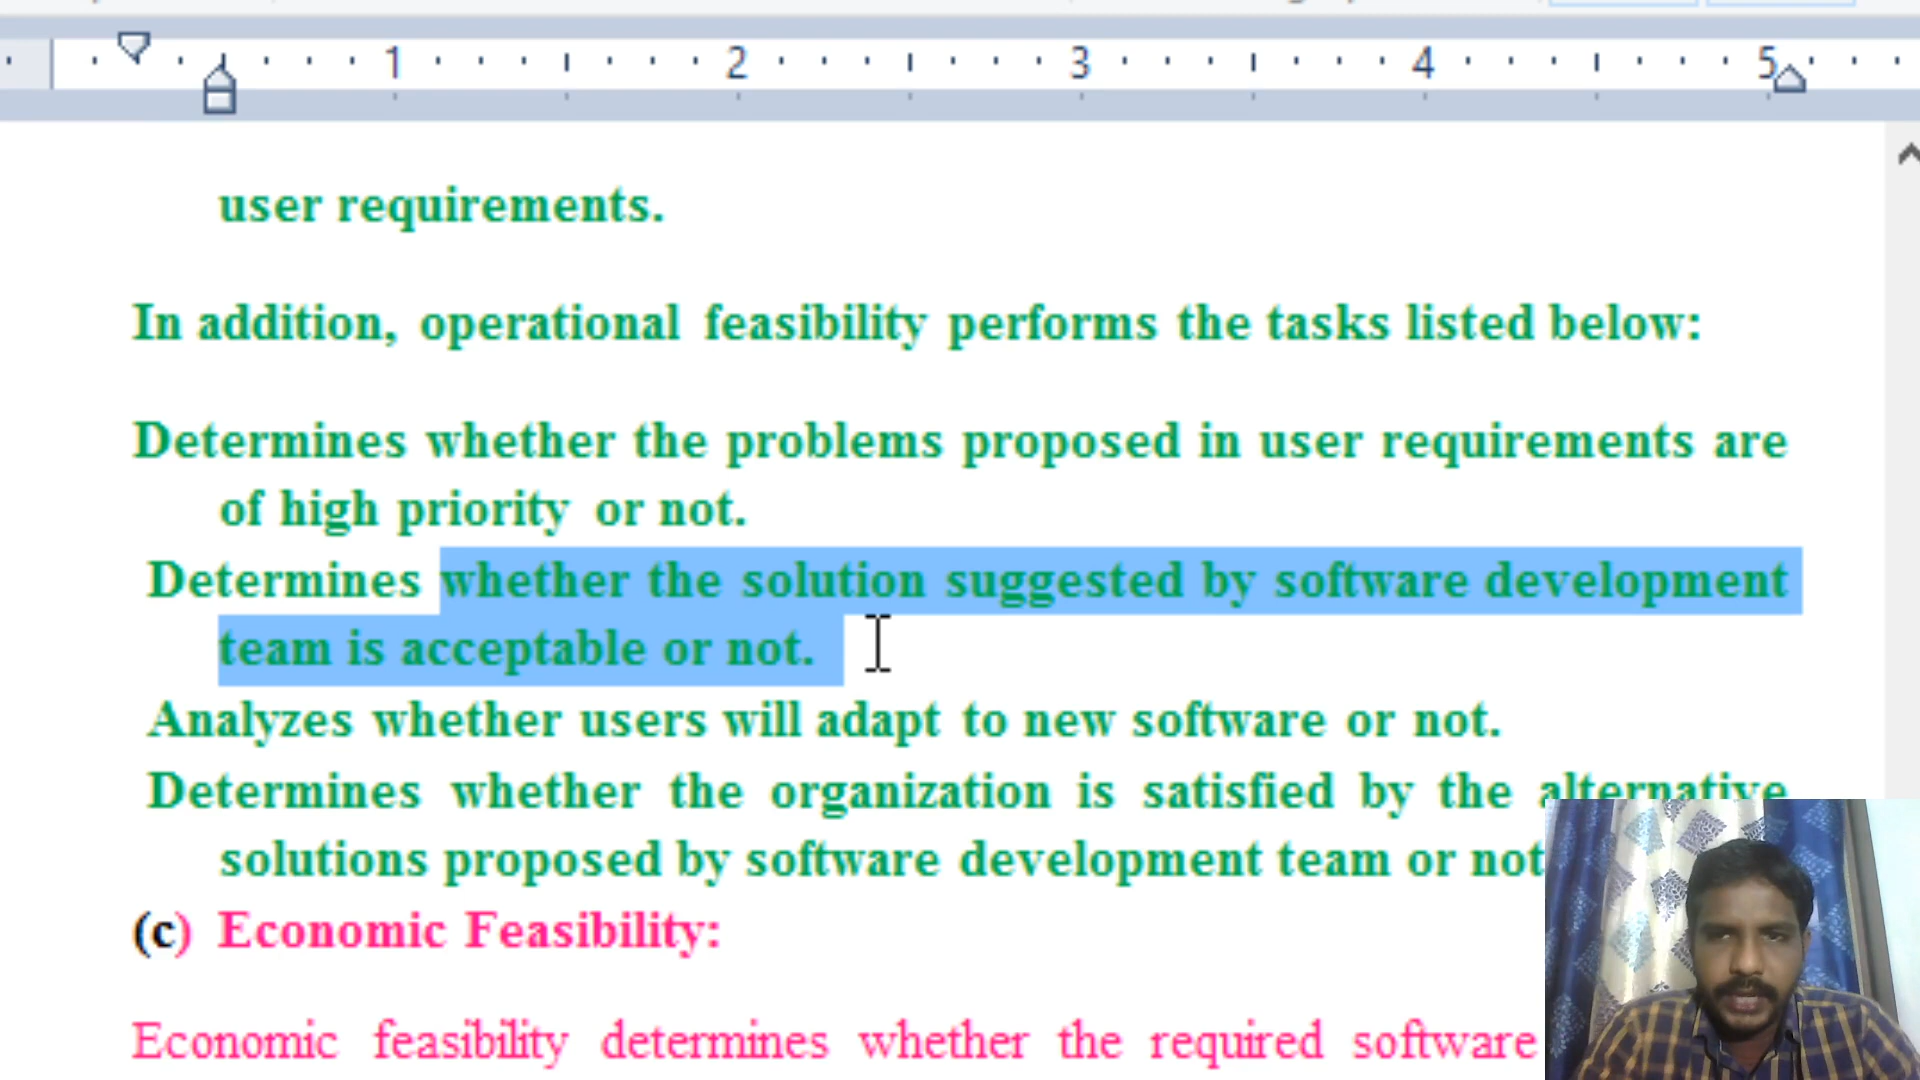 1 2 3 4 5
user requirements.
In addition, operational feasibility performs the tasks listed below:
Determines whether the problems proposed in user requirements are
of high priority or not.
Determines whether the solution suggested by software development
team is acceptable or not.
Analyzes whether users will adapt to new software or not.
Determines whether the organization is satisfied by the alternative
solutions proposed by software development team or not
(c) Economic Feasibility:
Economic feasibility determines whether the required software